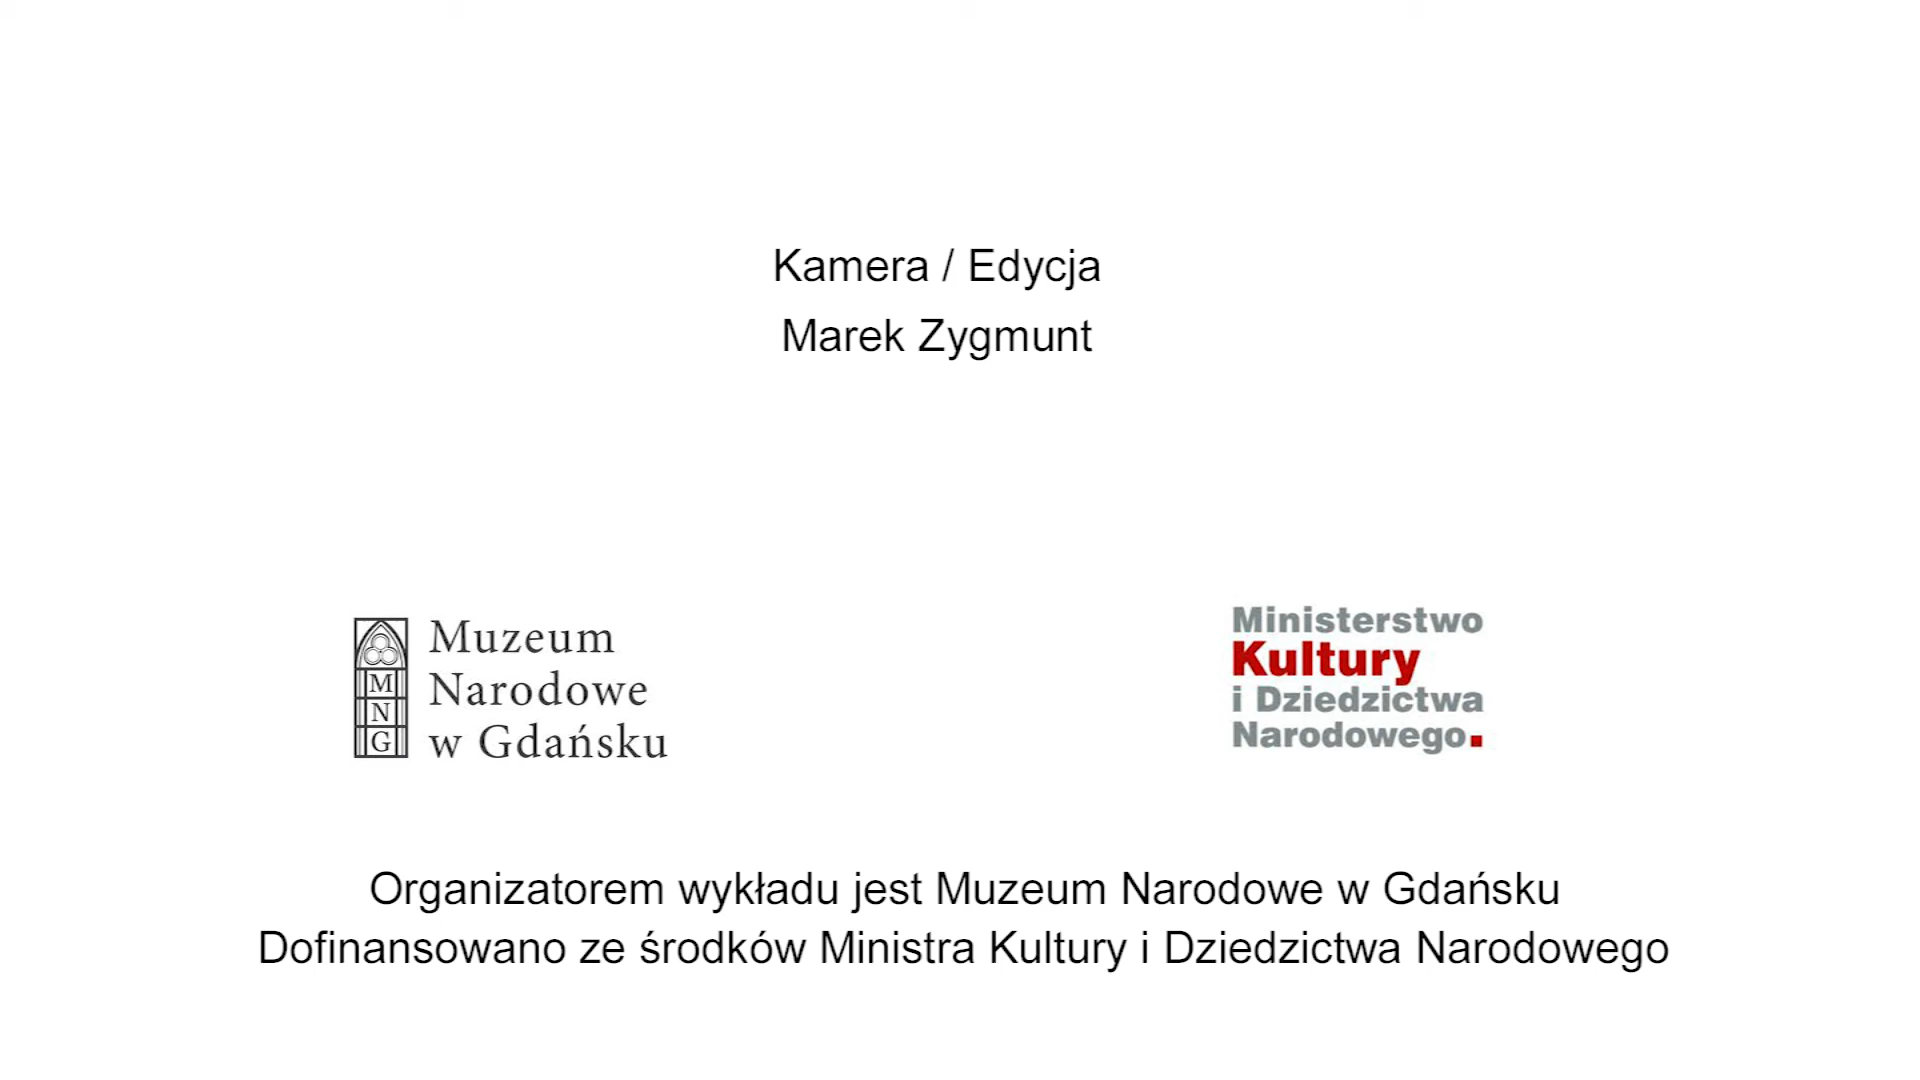 Kamera / Edycja
Marek Zygmunt
M
N
G
Muzeum
Narodowe
w Gdańsku
Ministerstwo
Kultury
i Dziedzictwa
Narodowego.
Organizatorem wykładu jest Muzeum Narodowe w Gdańsku
Dofinansowano ze środków Ministra Kultury i Dziedzictwa Narodowego